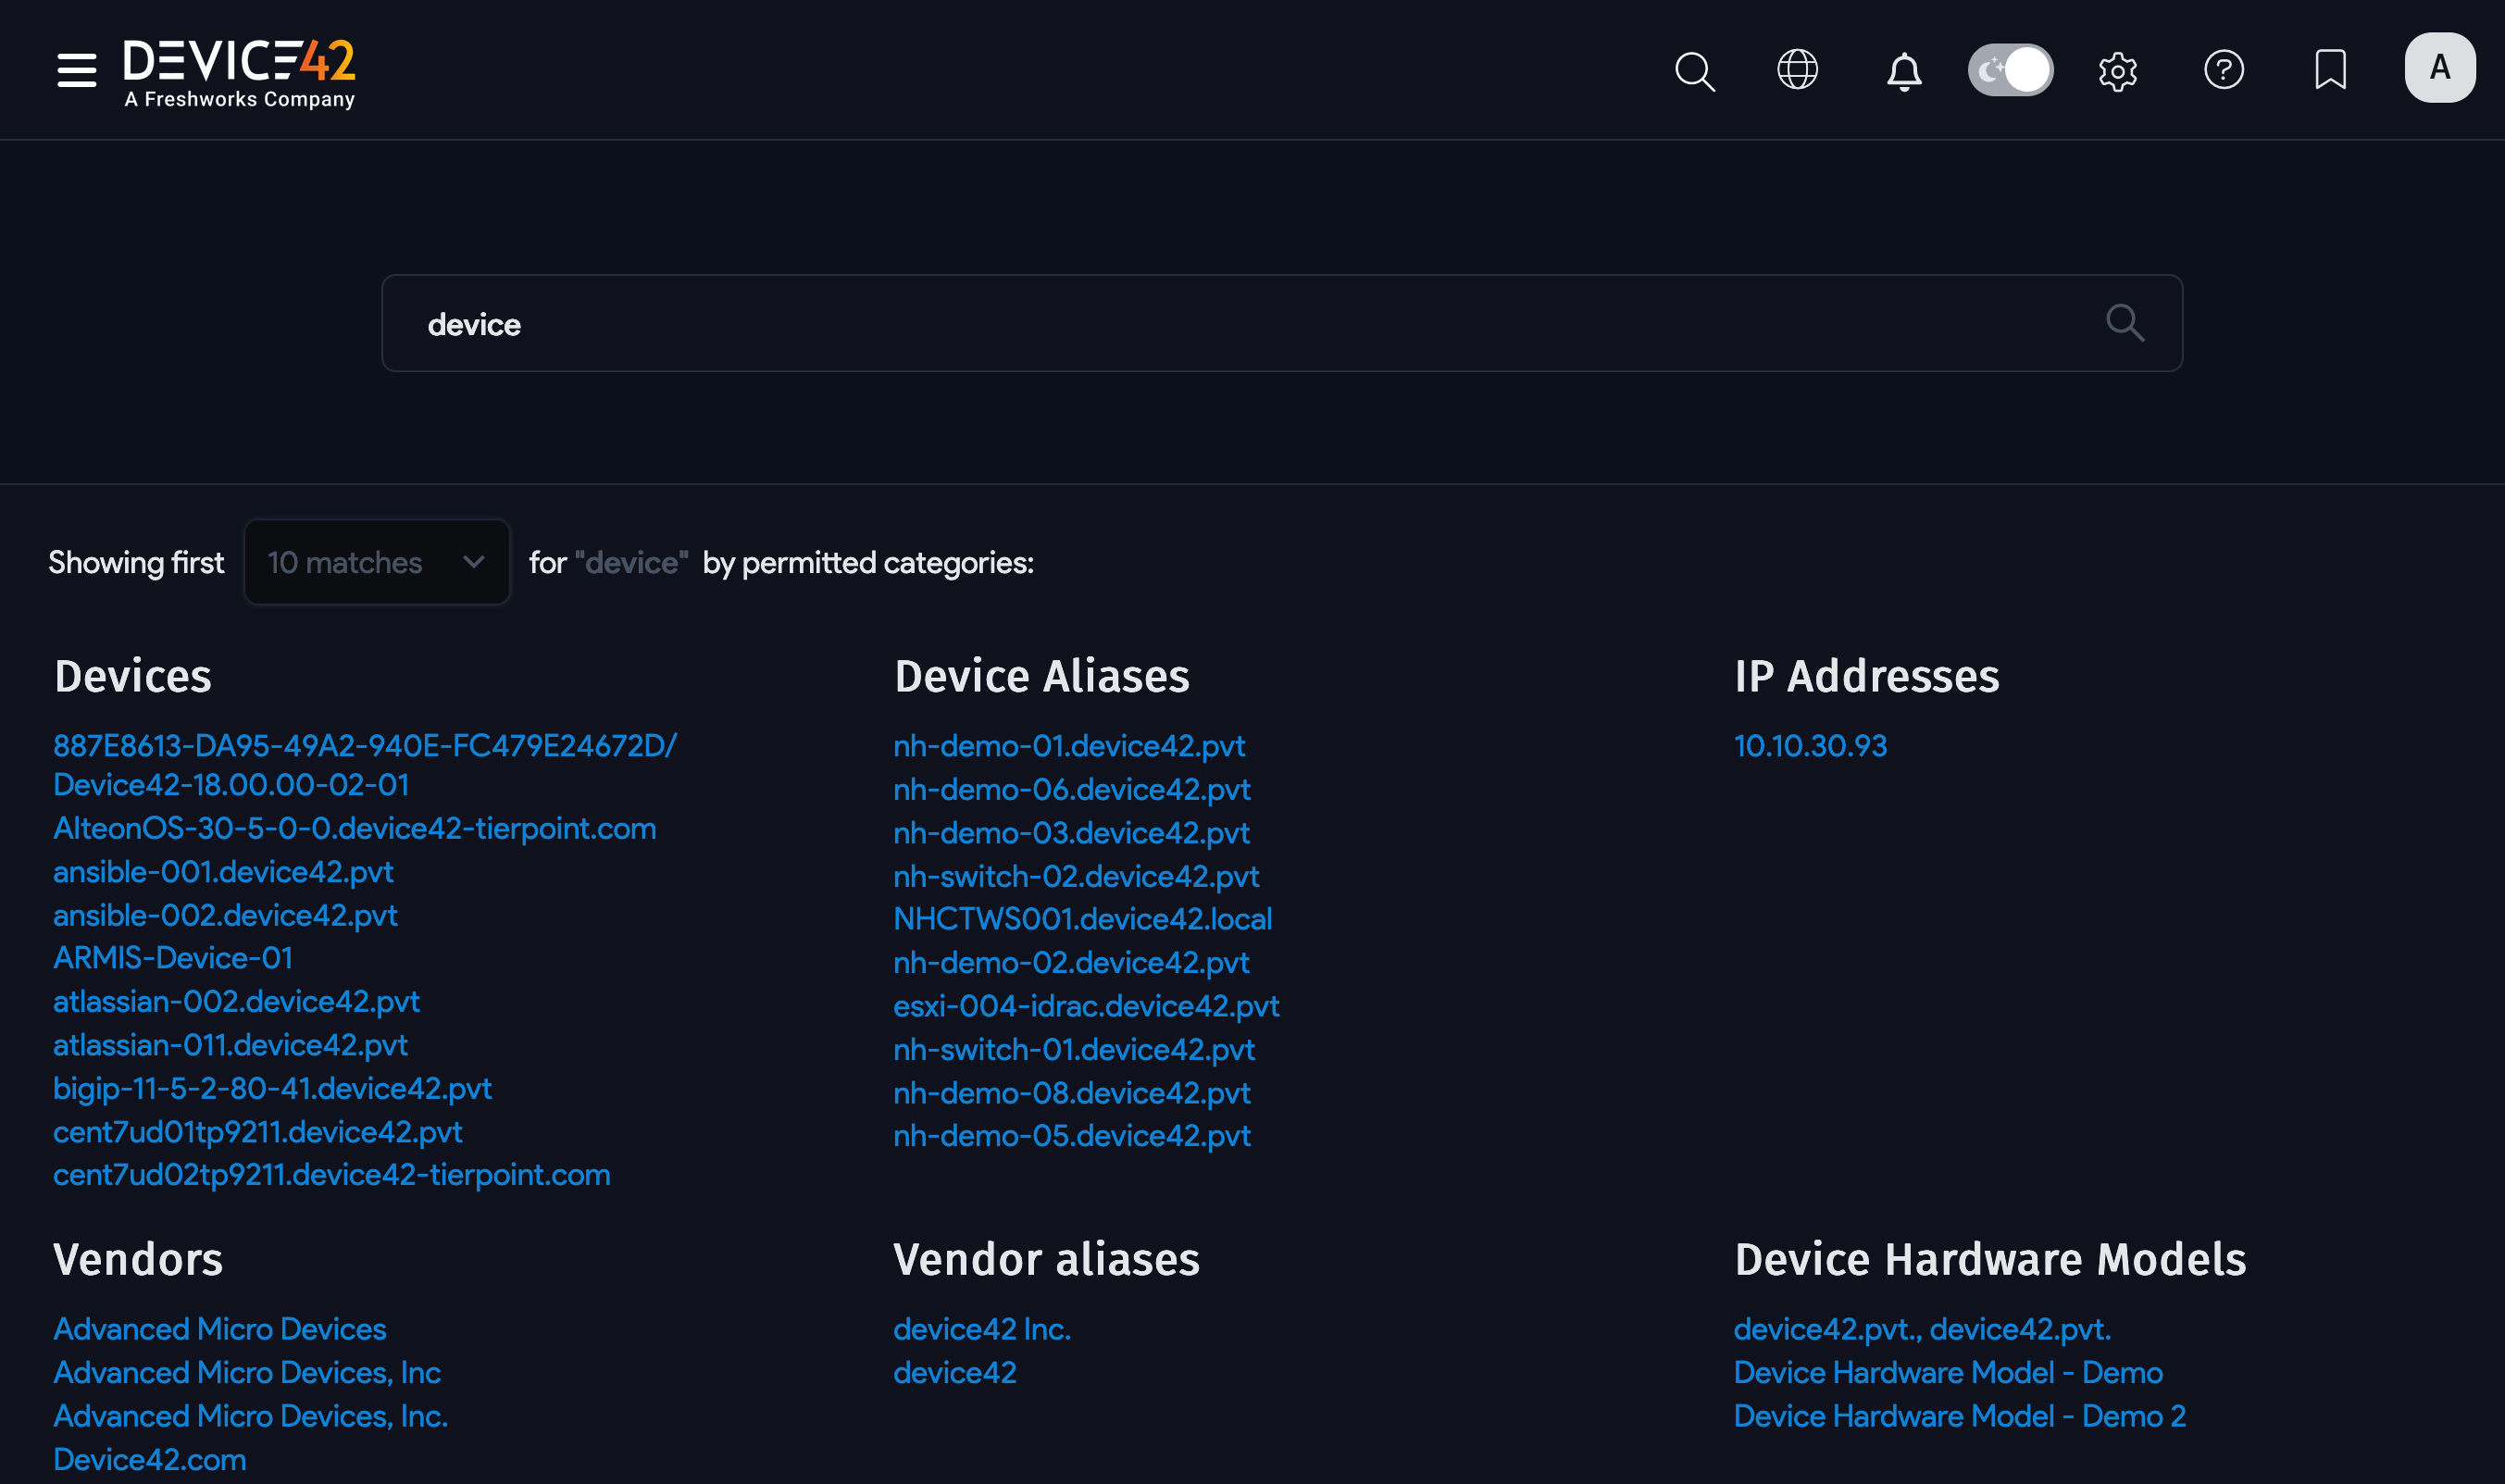 DEVICE42
A Freshworks Company
A
device
Showing first 10 matches for "device" by permitted categories:
Devices
887E8613-DA95-49A2-940E-FC479E24672D/
Device42-18.00.00-02-01
AlteonOS-30-5-0-0.device42-tierpoint.com
ansible-001.device42.pvt
ansible-002.device42.pvt
ARMIS-Device-01
atlassian-002.device42.pvt
atlassian-011.device42.pvt
bigip-11-5-2-80-41.device42.pvt
cent7ud01tp9211.device42.pvt
cent7ud02tp9211.device42-tierpoint.com
Device Aliases
nh-demo-01.device42.pvt
nh-demo-06.device42.pvt
nh-demo-03.device42.pvt
nh-switch-02.device42.pvt
NHCTWS001.device42.local
nh-demo-02.device42.pvt
esxi-004-idrac.device42.pvt
nh-switch-01.device42.pvt
nh-demo-08.device42.pvt
nh-demo-05.device42.pvt
IP Addresses
10.10.30.93
Vendors
Advanced Micro Devices
Advanced Micro Devices, Inc
Advanced Micro Devices, Inc.
Device42.com
Vendor aliases
device42 Inc.
device42
Device Hardware Models
device42.pvt., device42.pvt.
Device Hardware Model - Demo
Device Hardware Model - Demo 2